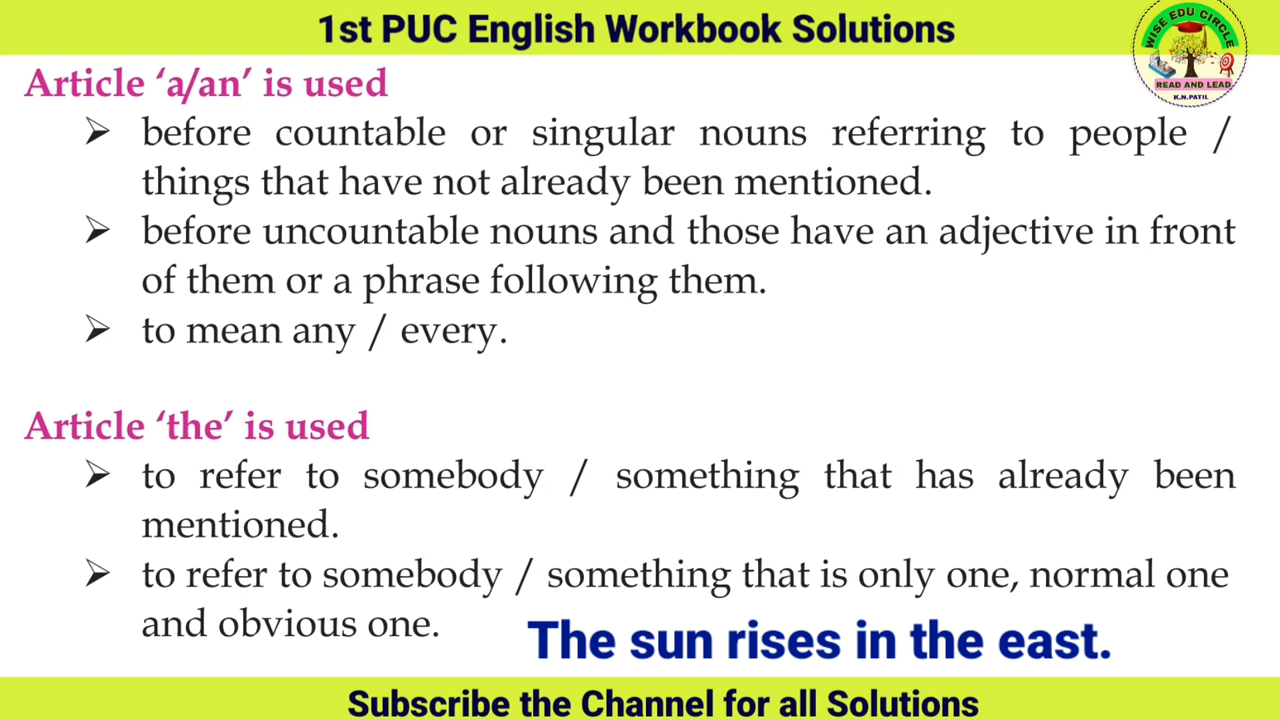 1st PUC English Workbook Solutions
WISE EDU CIRCLE
READ AND LEAD
K.N.PATIL
Article ‘a/an’ is used
➢ before countable or singular nouns referring to people /
things that have not already been mentioned.
➢ before uncountable nouns and those have an adjective in front
of them or a phrase following them.
➢ to mean any / every.
Article ‘the’ is used
➢ to refer to somebody / something that has already been
mentioned.
➢ to refer to somebody / something that is only one, normal one
and obvious one.
The sun rises in the east.
Subscribe the Channel for all Solutions